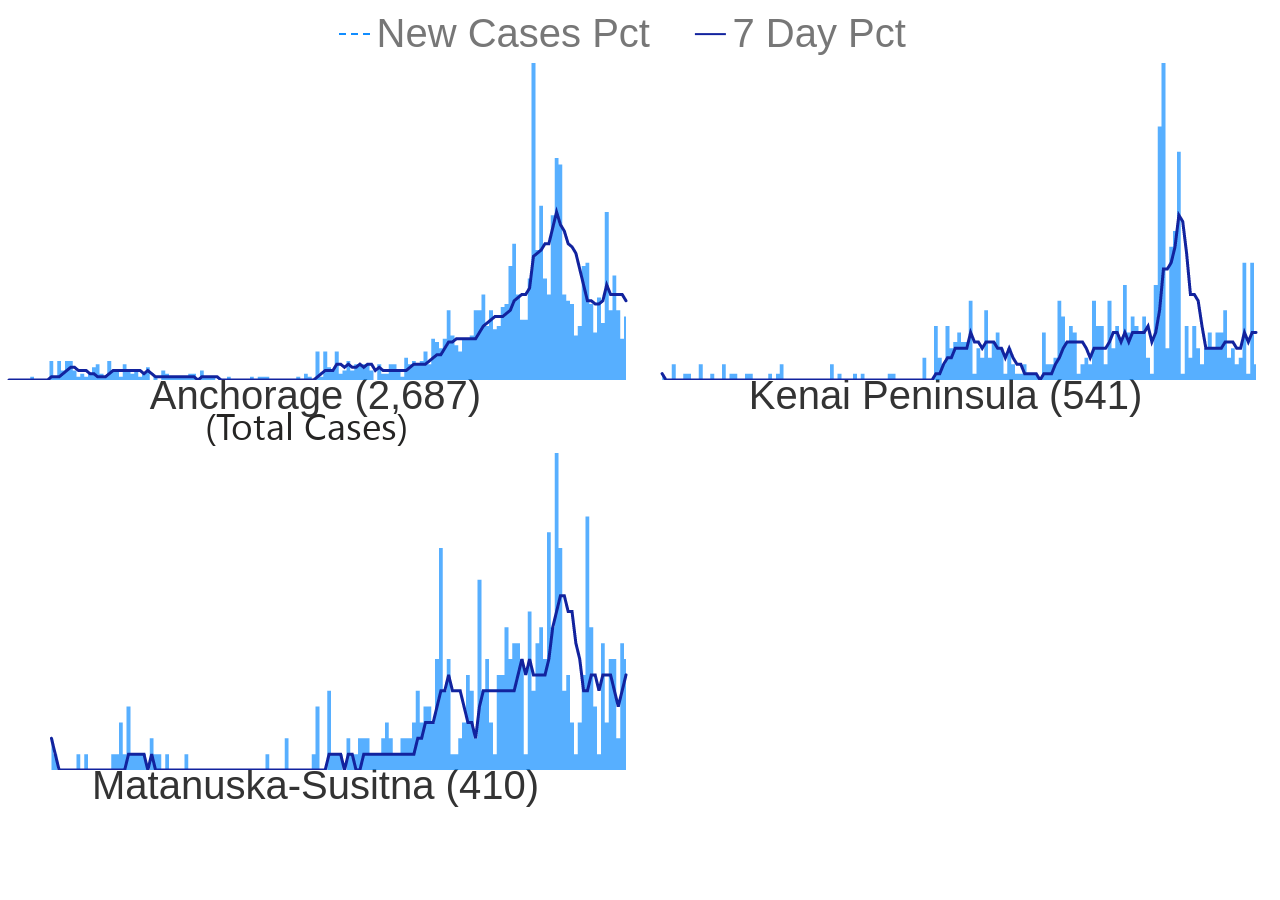 New Cases Pct 7 Day Pct
Anchorage (2,687)
(Total Cases)
Kenai Peninsula (541)
Matanuska-Susitna (410)